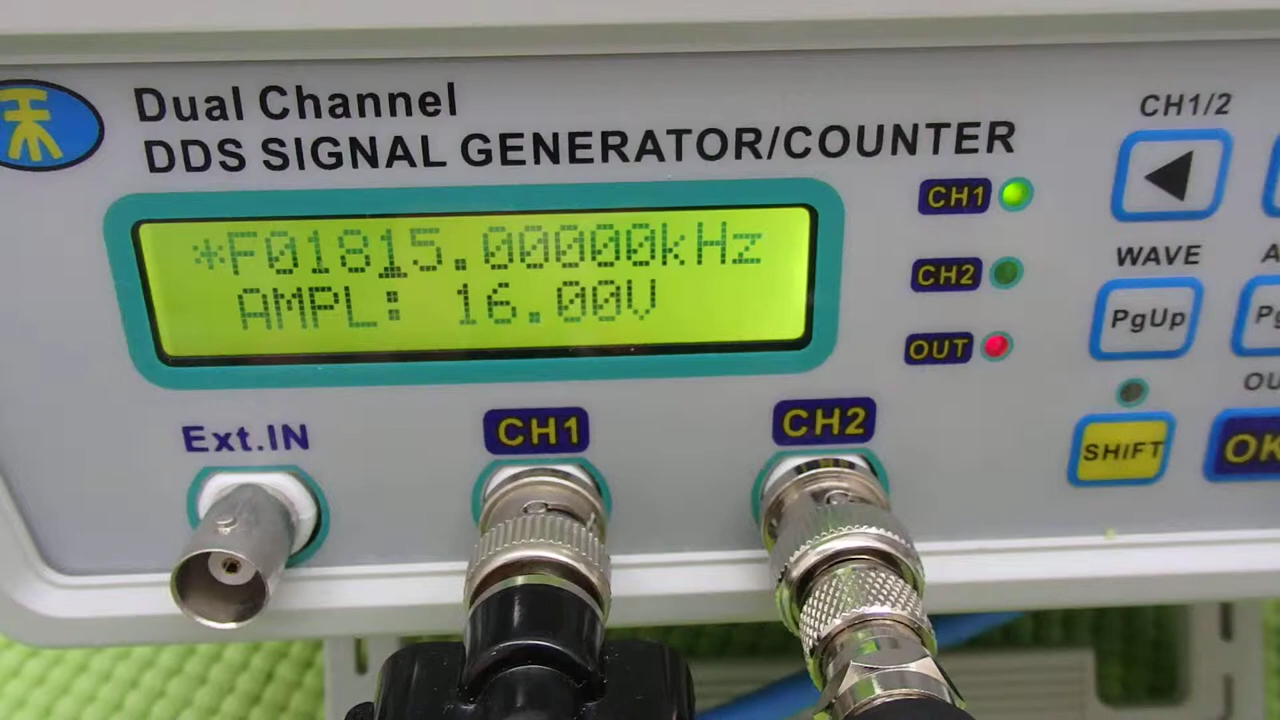 Dual Channel
DDS SIGNAL GENERATOR/COUNTER
*F01815.00000kHz
AMPL: 16.00V
CH1
CH2
OUT
CH1/2
WAVE
PgUp
SHIFT
OK
Ext.IN
CH1
CH2